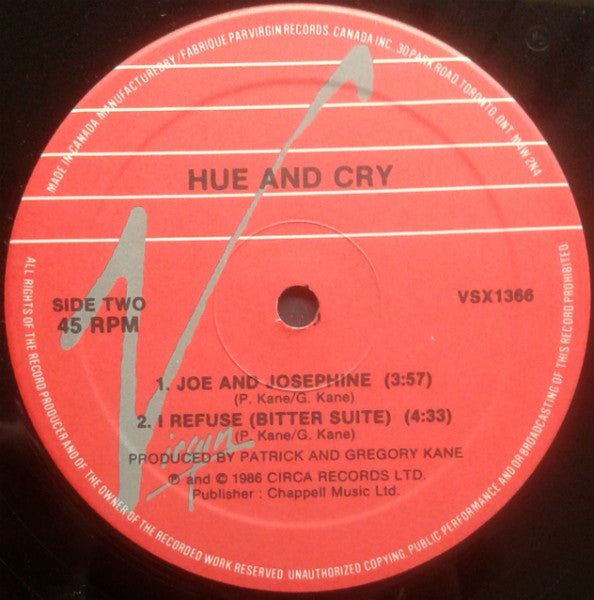 MADE IN CANADA MANUFACTURED BY / FABRIQUE PAR VIRGIN RECORDS, CANADA INC. 30 PARK ROAD, TORONTO, ONT. M4W 2N4
HUE AND CRY
SIDE TWO
45 RPM
VSX1366
1. JOE AND JOSEPHINE (3:57)
(P. Kane/G. Kane)
2. I REFUSE (BITTER SUITE) (4:33)
(P. Kane/G. Kane)
Virgin
PRODUCED BY PATRICK AND GREGORY KANE
℗ and © 1986 CIRCA RECORDS LTD.
Publisher : Chappell Music Ltd.
ALL RIGHTS OF THE RECORD PRODUCER AND OF THE OWNER OF THE RECORDED WORK RESERVED. UNAUTHORIZED COPYING, PUBLIC PERFORMANCE AND/OR BROADCASTING OF THIS RECORD PROHIBITED.